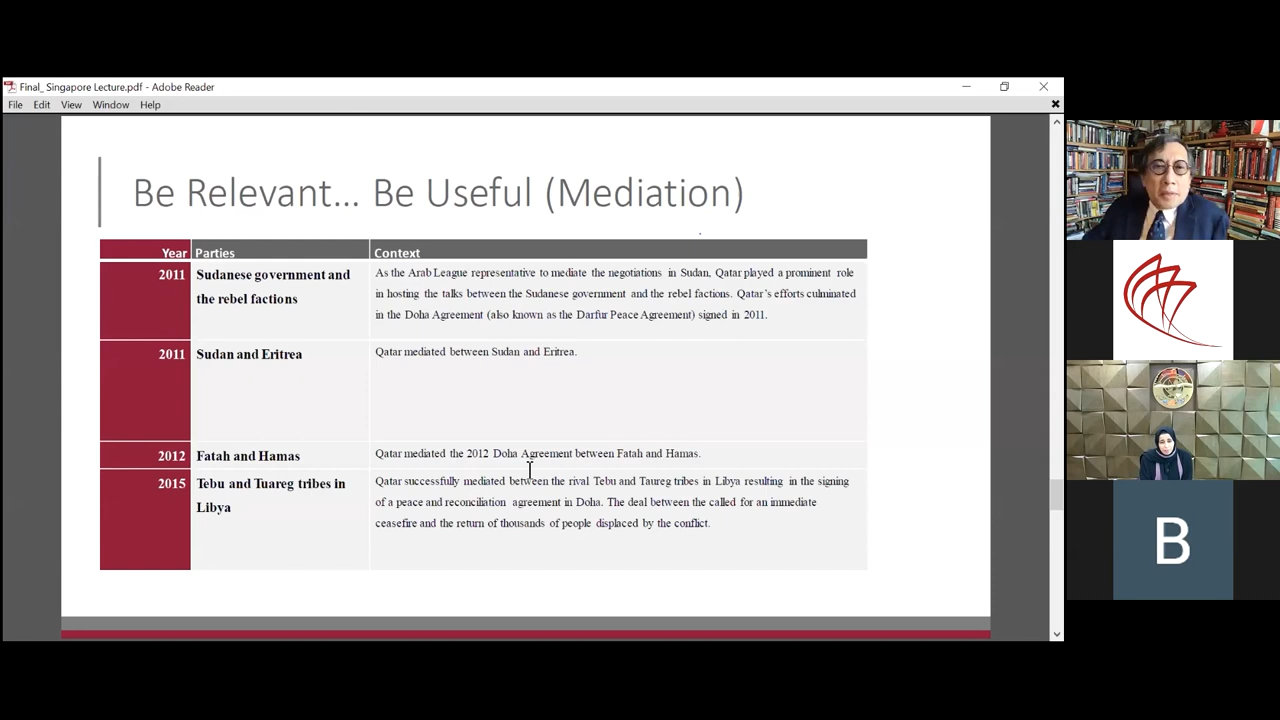 Final_ Singapore Lecture.pdf - Adobe Reader
File Edit View Window Help
Be Relevant... Be Useful (Mediation)
Year Parties Context
2011 Sudanese government and the rebel factions
As the Arab League representative to mediate the negotiations in Sudan, Qatar played a prominent role
in hosting the talks between the Sudanese government and the rebel factions. Qatar's efforts culminated
in the Doha Agreement (also known as the Darfur Peace Agreement) signed in 2011.
2011 Sudan and Eritrea
Qatar mediated between Sudan and Eritrea.
2012 Fatah and Hamas
Qatar mediated the 2012 Doha Agreement between Fatah and Hamas.
2015 Tebu and Tuareg tribes in
Libya
Qatar successfully mediated between the rival Tebu and Taureg tribes in Libya resulting in the signing
of a peace and reconciliation agreement in Doha. The deal between the called for an immediate
ceasefire and the return of thousands of people displaced by the conflict.
B